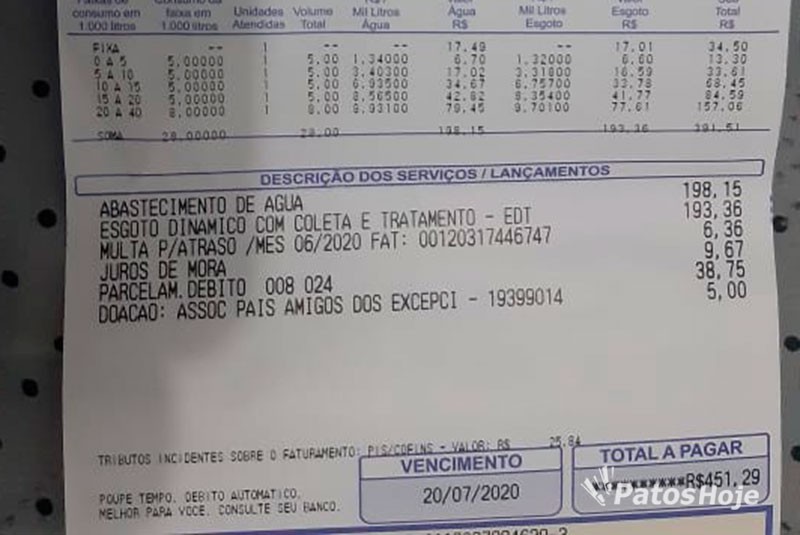 consumo em faixa em Unidades Volume Mil Litros Água Mil Litros Esgoto Total
1.000 litros 1.000 litros Atendidas Total Água R$ Esgoto R$ R$
FIXA -- 1 -- -- 17.49 -- 17.01 34.50
0 A 5 5,00000 1 5.00 1.34000 6.70 1.32000 6.60 13.30
5 A 10 5,00000 1 5.00 3.40300 17.02 3.31800 16.59 33.61
10 A 15 5,00000 1 5.00 6.93500 34.67 6.75700 33.78 68.45
15 A 20 5,00000 1 5.00 8.56500 42.82 8.35400 41.77 84.59
20 A 40 8,00000 1 8.00 9.93100 79.45 9.70100 77.61 157.06
SOMA 28,00000 28.00 198.15 193.36 391.51
DESCRIÇÃO DOS SERVIÇOS / LANÇAMENTOS
ABASTECIMENTO DE AGUA 198,15
ESGOTO DINAMICO COM COLETA E TRATAMENTO - EDT 193,36
MULTA P/ATRASO /MES 06/2020 FAT: 00120317446747 6,36
JUROS DE MORA 9,67
PARCELAM.DEBITO 008 024 38,75
DOACAO: ASSOC PAIS AMIGOS DOS EXCEPCI - 19399014 5,00
TRIBUTOS INCIDENTES SOBRE O FATURAMENTO: PIS/COFINS - VALOR: R$ 25,84
POUPE TEMPO. DEBITO AUTOMATICO.
MELHOR PARA VOCE. CONSULTE SEU BANCO.
VENCIMENTO
20/07/2020
TOTAL A PAGAR
R$451,29
PatosHoje